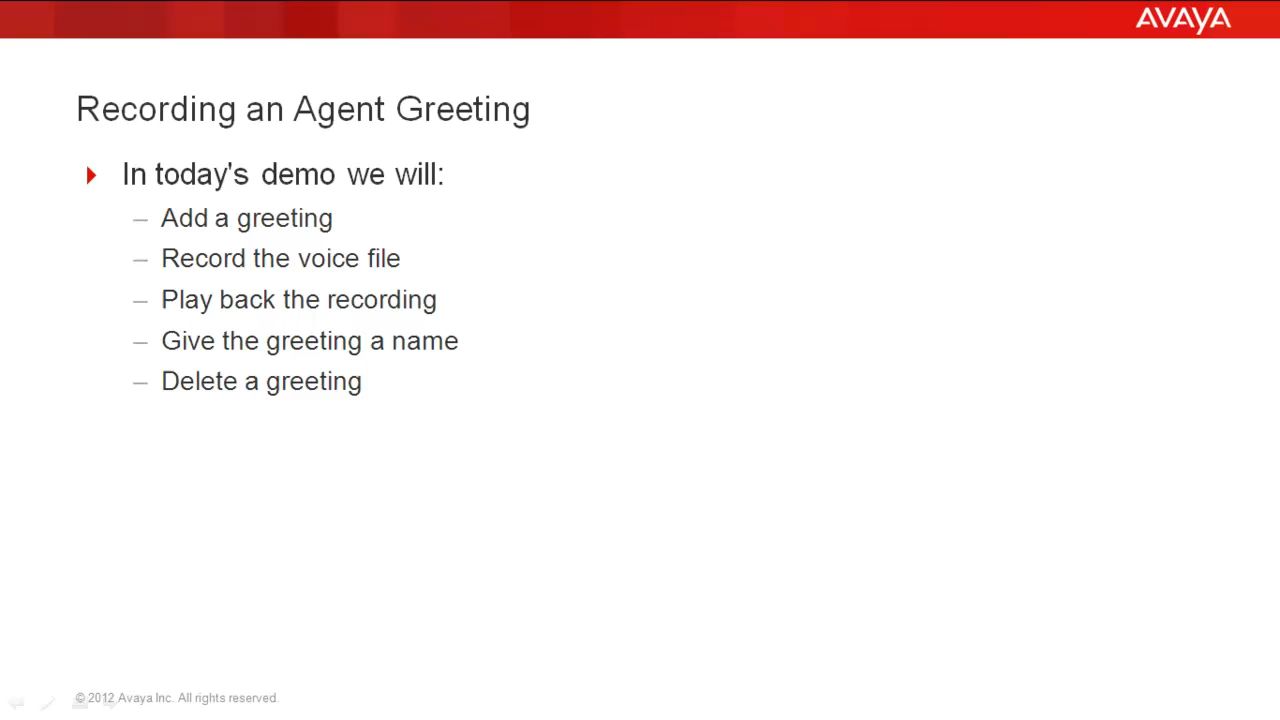 AVAYA
Recording an Agent Greeting
In today's demo we will:
– Add a greeting
– Record the voice file
– Play back the recording
– Give the greeting a name
– Delete a greeting
© 2012 Avaya Inc. All rights reserved.